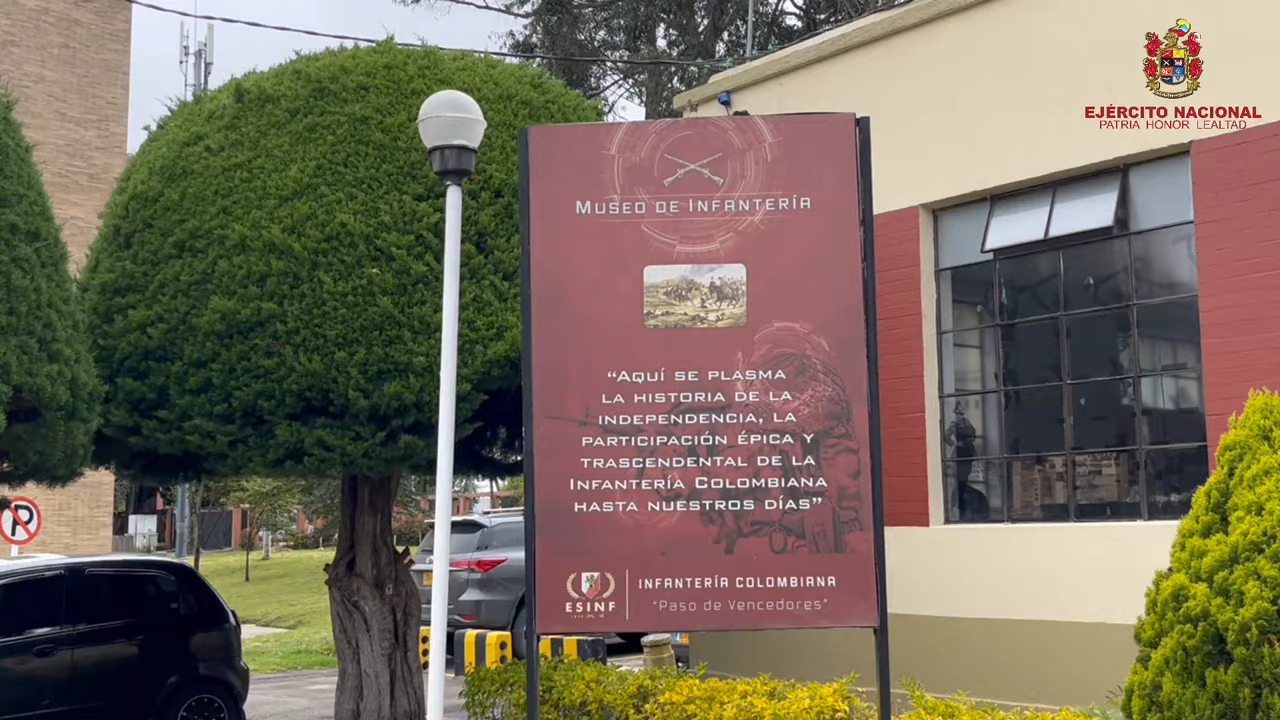 EJÉRCITO NACIONAL
PATRIA HONOR LEALTAD
MUSEO DE INFANTERÍA
“AQUÍ SE PLASMA
LA HISTORIA DE LA
INDEPENDENCIA, LA
PARTICIPACIÓN ÉPICA Y
TRASCENDENTAL DE LA
INFANTERÍA COLOMBIANA
HASTA NUESTROS DÍAS”
ESINF
INFANTERÍA COLOMBIANA
“Paso de Vencedores”
P